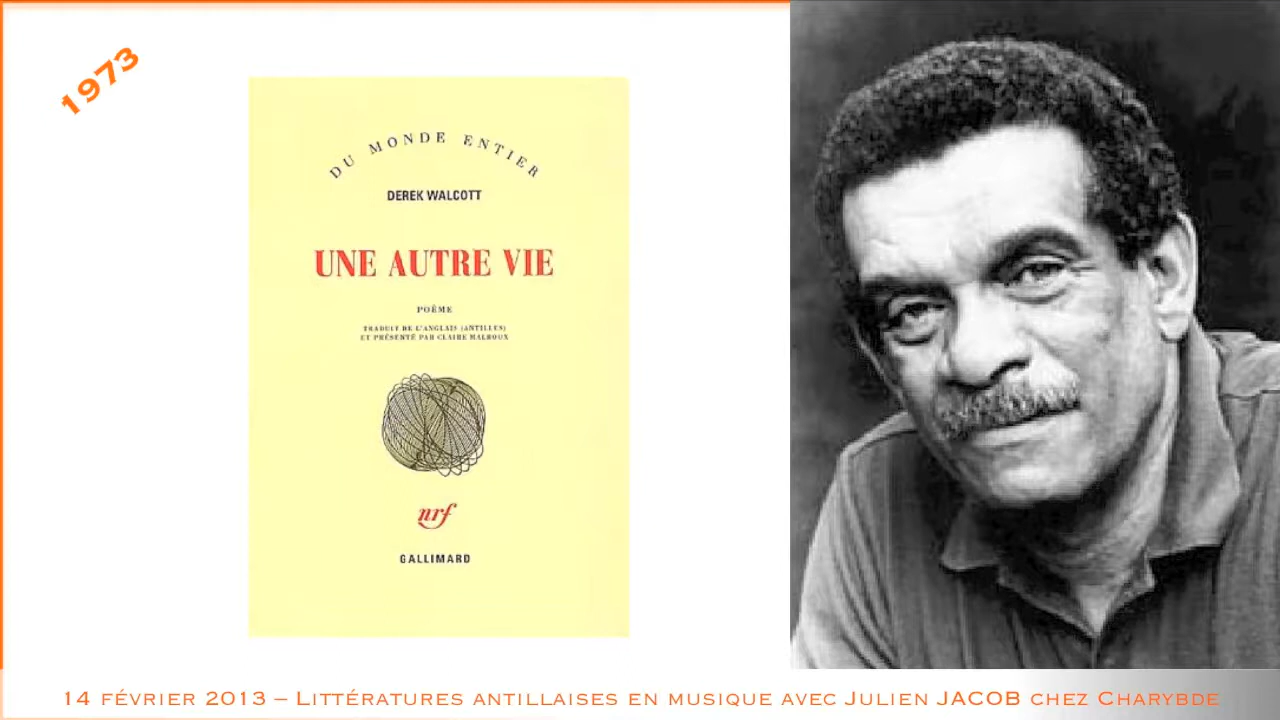 1973
DU MONDE ENTIER
DEREK WALCOTT
UNE AUTRE VIE
POÈME
TRADUIT DE L'ANGLAIS (ANTILLES)
ET PRÉSENTÉ PAR CLAIRE MALROUX
nrf
GALLIMARD
14 FÉVRIER 2013 – LITTÉRATURES ANTILLAISES EN MUSIQUE AVEC JULIEN JACOB CHEZ CHARYBDE